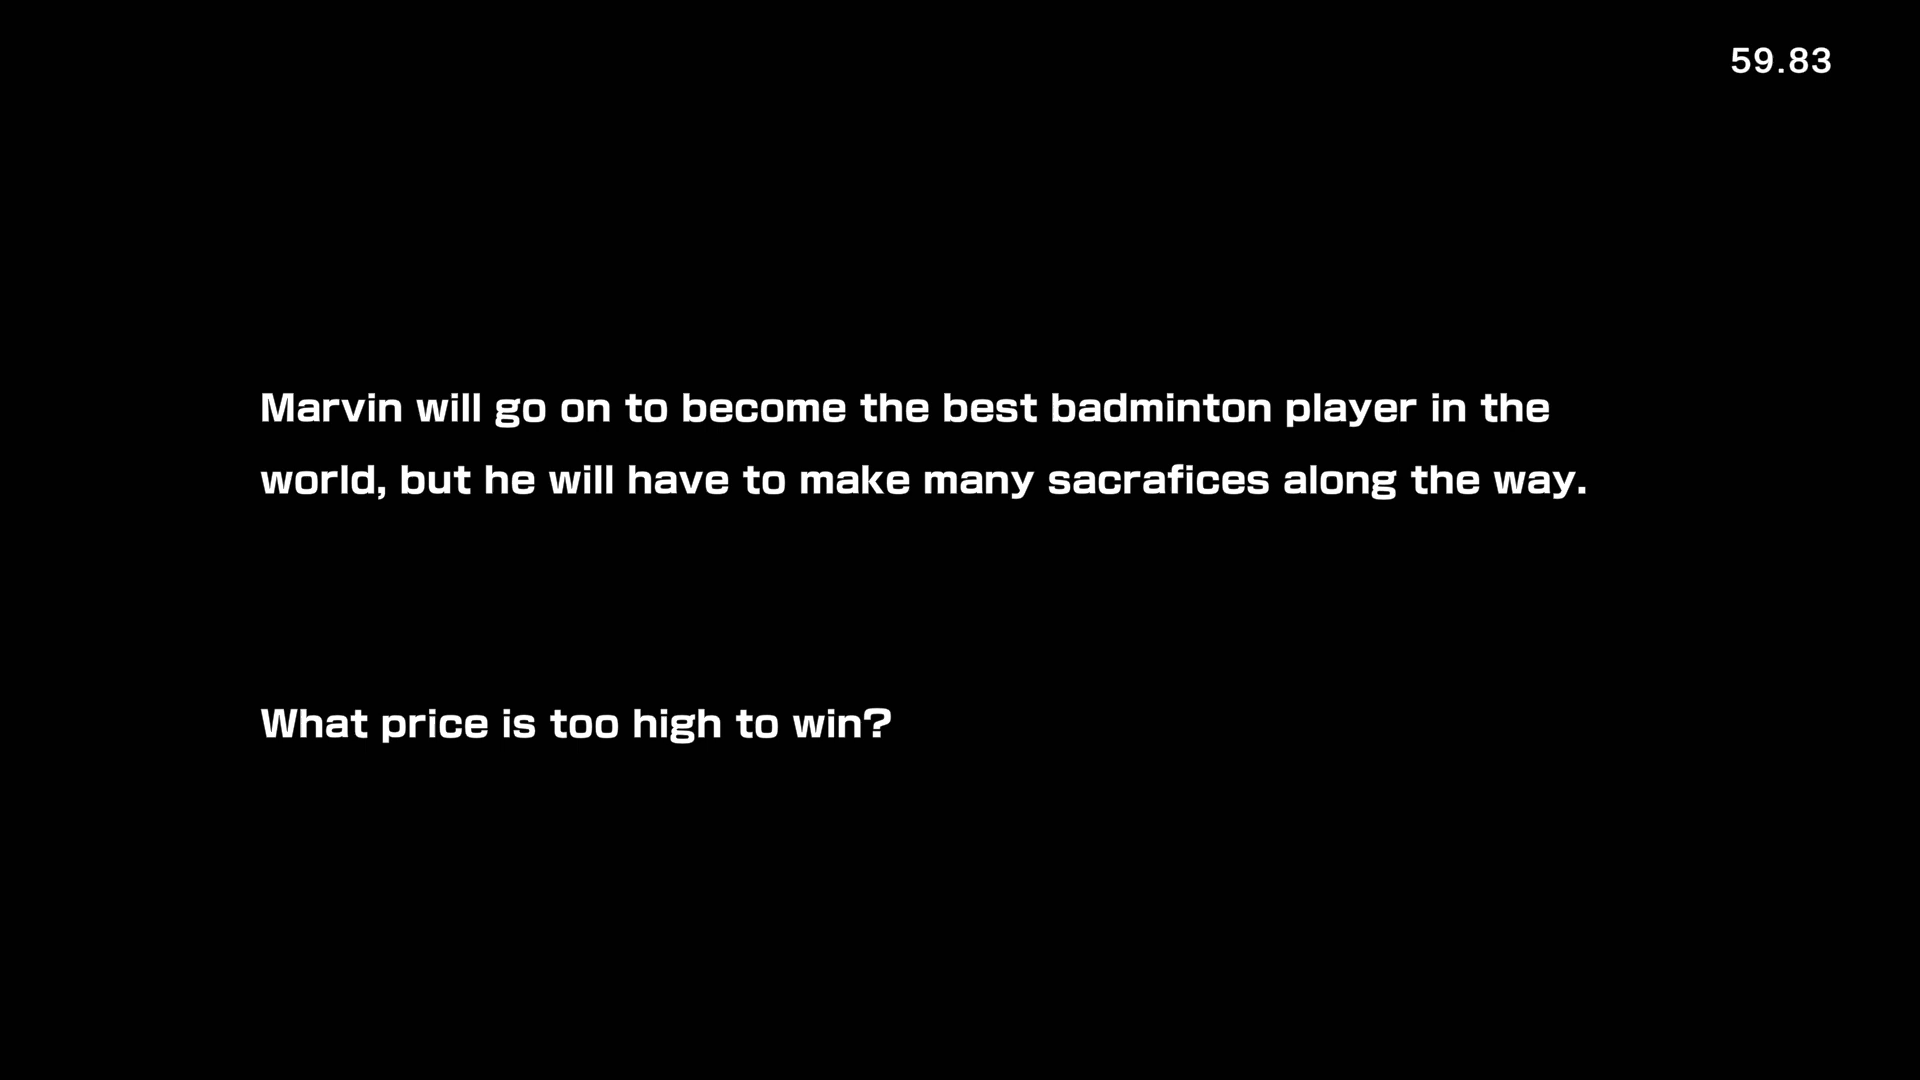 59.83
Marvin will go on to become the best badminton player in the
world, but he will have to make many sacrafices along the way.
What price is too high to win?